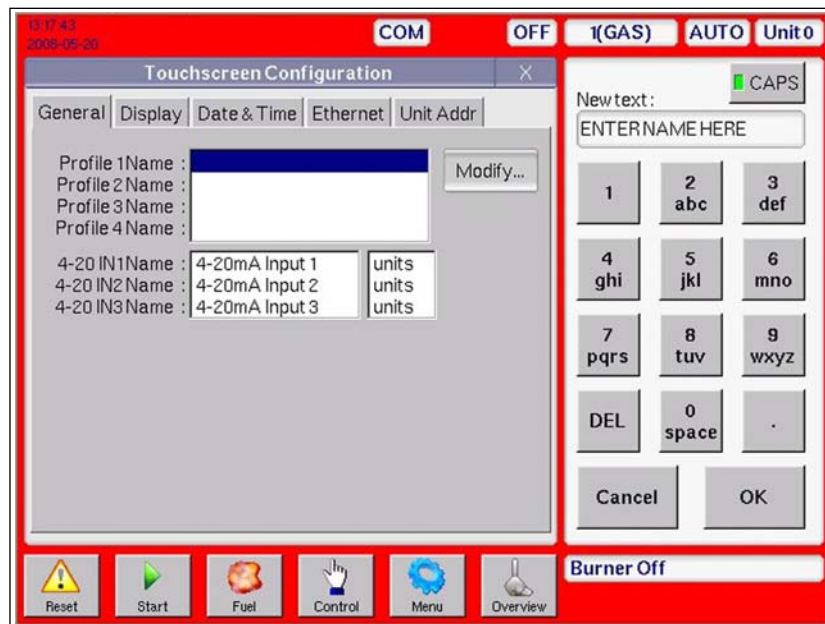 13:17:43
2008-05-20
COM
OFF
1(GAS)
AUTO
Unit 0
Touchscreen Configuration
X
General
Display
Date & Time
Ethernet
Unit Addr
Profile 1 Name :
Profile 2 Name :
Profile 3 Name :
Profile 4 Name :
Modify...
4-20 IN1 Name : 4-20mA Input 1 units
4-20 IN2 Name : 4-20mA Input 2 units
4-20 IN3 Name : 4-20mA Input 3 units
CAPS
New text :
ENTER NAME HERE
1
2
abc
3
def
4
ghi
5
jkl
6
mno
7
pqrs
8
tuv
9
wxyz
DEL
0
space
.
Cancel
OK
Reset
Start
Fuel
Control
Menu
Overview
Burner Off